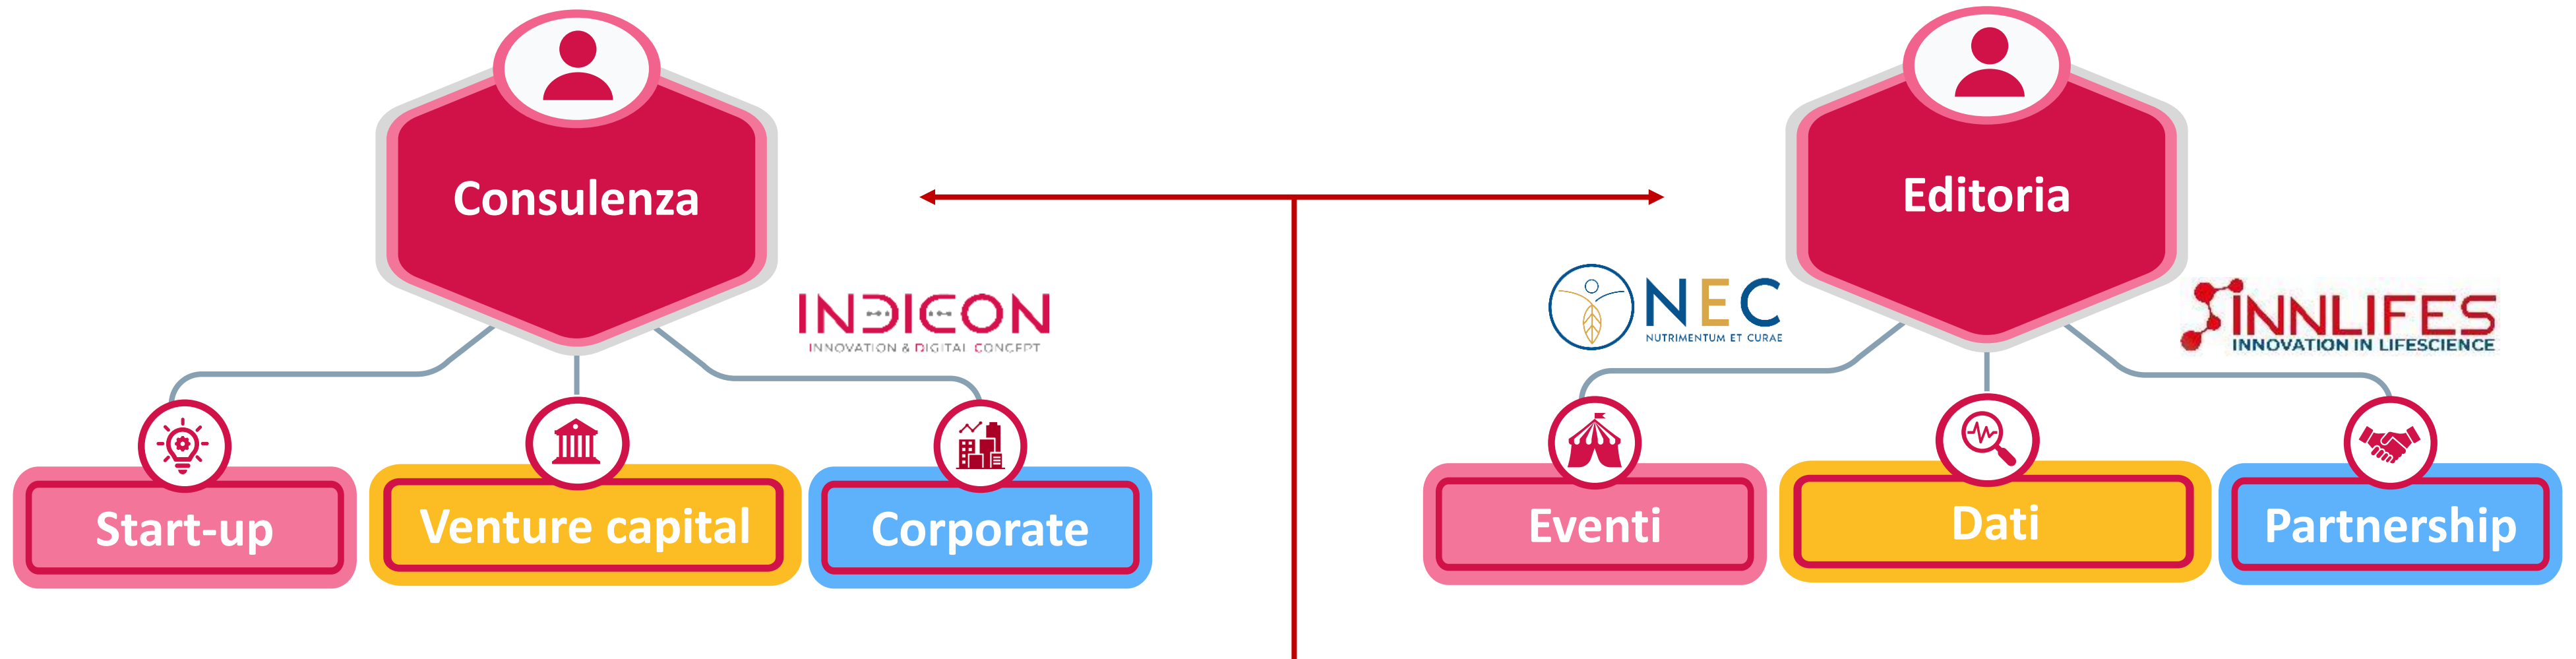 Consulenza
INDICON
INNOVATION & DIGITAL CONCEPT
Start-up
Venture capital
Corporate
Editoria
NEC
NUTRIMENTUM ET CURAE
INNLIFES
INNOVATION IN LIFESCIENCE
Eventi
Dati
Partnership